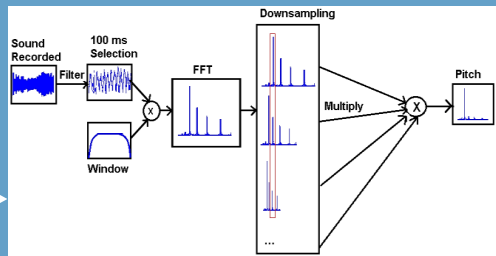 Downsampling
Sound
Recorded
Filter
100 ms
Selection
X
Window
FFT
Multiply
X
Pitch
...